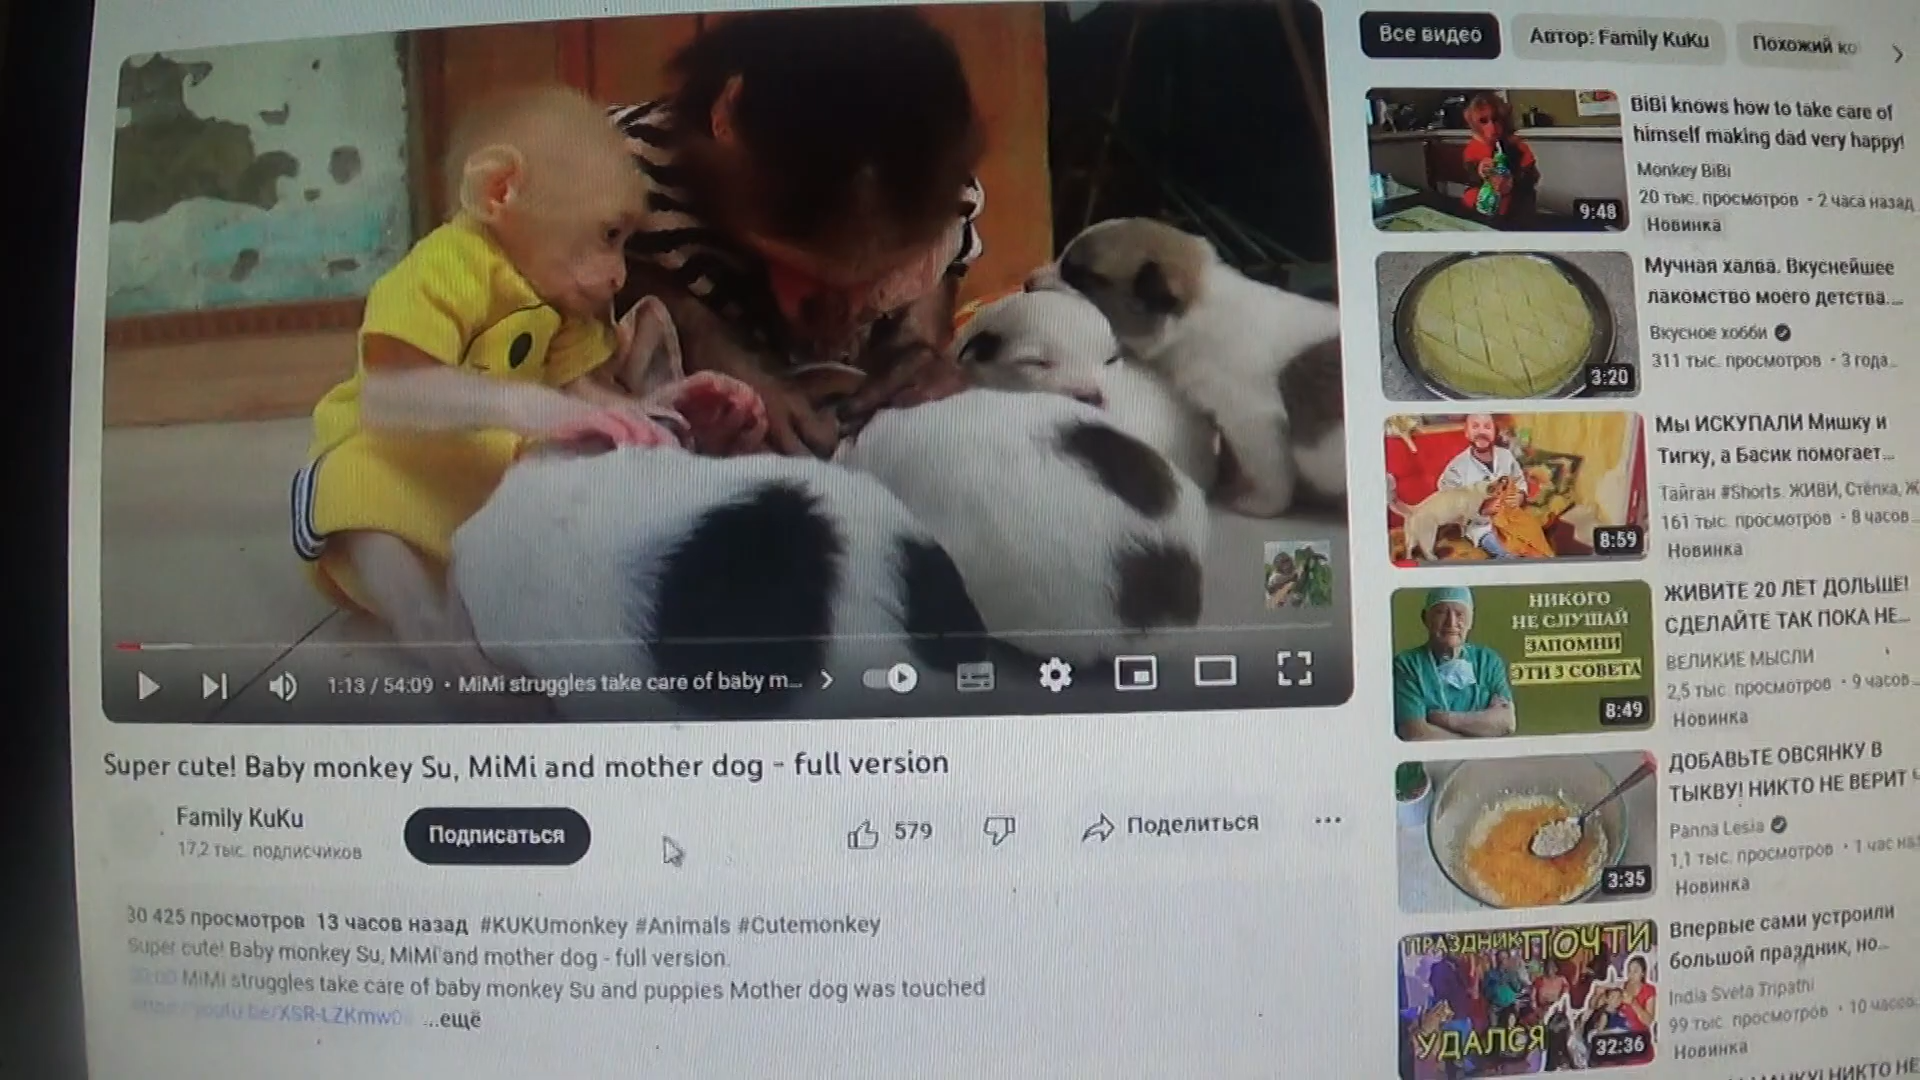 1:13 / 54:09 • MiMi struggles take care of baby m...
Super cute! Baby monkey Su, MiMi and mother dog - full version
Family KuKu
17,2 тыс. подписчиков
Подписаться
579
Поделиться
30 425 просмотров 13 часов назад #KUKUmonkey #Animals #Cutemonkey
Super cute! Baby monkey Su, MiMi and mother dog - full version.
00:00 MiMi struggles take care of baby monkey Su and puppies Mother dog was touched
...ещё
Все видео
Автор: Family KuKu
Похожий ко
9:48
BiBi knows how to take care of
himself making dad very happy!
Monkey BiBi
20 тыс. просмотров • 2 часа назад
Новинка
3:20
Мучная халва. Вкуснейшее
лакомство моего детства....
Вкусное хобби
311 тыс. просмотров • 3 года...
8:59
Мы ИСКУПАЛИ Мишку и
Тигку, а Басик помогает...
Тайган #Shorts. ЖИВИ, Стёпка, Ж
161 тыс. просмотров • 8 часов...
Новинка
НИКОГО
НЕ СЛУШАЙ
ЗАПОМНИ
ЭТИ 3 СОВЕТА
8:49
ЖИВИТЕ 20 ЛЕТ ДОЛЬШЕ!
СДЕЛАЙТЕ ТАК ПОКА НЕ...
ВЕЛИКИЕ МЫСЛИ
2,5 тыс. просмотров • 9 часов...
Новинка
3:35
ДОБАВЬТЕ ОВСЯНКУ В
ТЫКВУ! НИКТО НЕ ВЕРИТ
Panna Lesia
1,1 тыс. просмотров • 1 час наз
Новинка
ПРАЗДНИК ПОЧТИ
УДАЛСЯ
32:36
Впервые сами устроили
большой праздник, но...
India Sveta Tripathi
99 тыс. просмотров • 10 часов...
Новинка
НИКТО НЕ